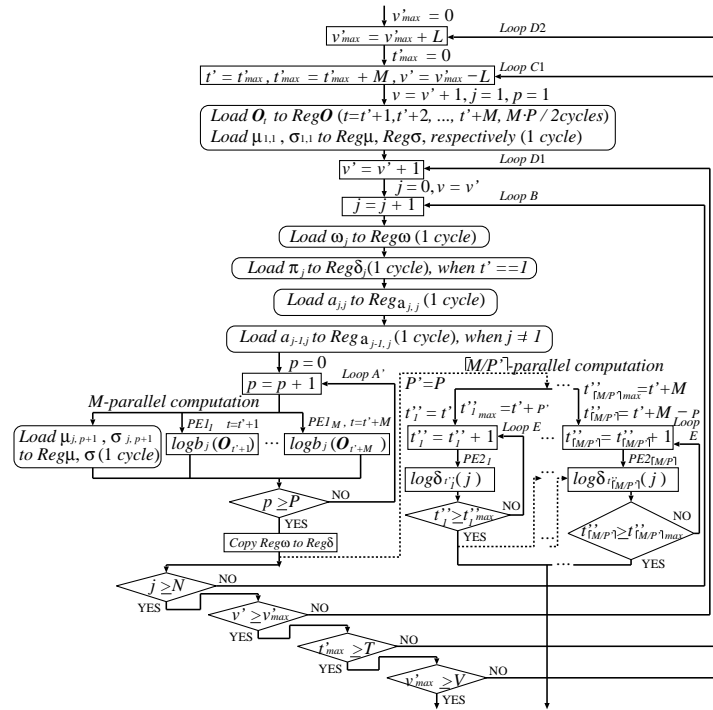 v'max = 0
v'max = v'max + L
Loop D2
t'max = 0
Loop C1
t' = t'max , t'max = t'max + M , v' = v'max − L
v = v' + 1, j = 1, p = 1
Load Ot to RegO (t=t'+1,t'+2, ..., t'+M, M·P / 2cycles)
Load μ1,1 , σ1,1 to Regμ, Regσ, respectively (1 cycle)
Loop D1
v' = v' + 1
j = 0, v = v'
Loop B
j = j + 1
Load ωj to Regω (1 cycle)
Load πj to Regδj (1 cycle), when t' ==1
Load aj,j to Regaj,j (1 cycle)
Load aj-1,j to Regaj-1,j (1 cycle), when j ≠ 1
p = 0
⌈M/P'⌉-parallel computation
Loop A'
p = p + 1
P' = P
M-parallel computation
t''⌈M/P'⌉max = t'+M
t''1 = t'
t''1max = t' + P'
t''⌈M/P'⌉ = t'+M − P
PE1I t=t'+1
PE1M, t=t'+M
Loop E
Loop
E
Load μj, p+1 , σj, p+1
to Regμ, σ (1 cycle)
logbj (Ot'+1)
...
logbj (Ot'+M)
t''1 = t''1 + 1
...
t''⌈M/P'⌉ = t''⌈M/P'⌉ + 1
PE2I
PE2⌈M/P⌉
logδt''1(j)
logδt''⌈M/P'⌉(j)
p ≥ P
NO
YES
t''1 ≥ t''1max
NO
YES
t''⌈M/P'⌉ ≥ t''⌈M/P'⌉max
NO
YES
Copy Regω to Regδ
j ≥ N
NO
YES
v' ≥ v'max
NO
YES
t'max ≥ T
NO
YES
v'max ≥ V
NO
YES